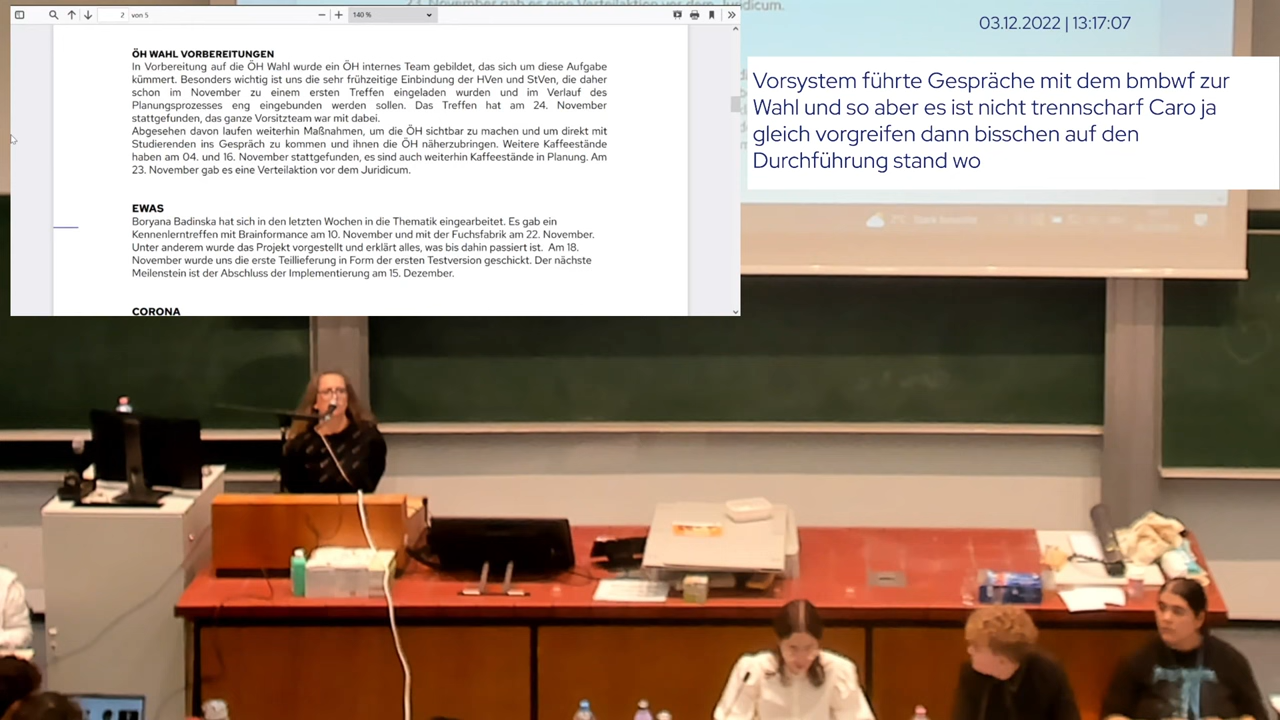 23. November gab es eine Verteilaktion vor dem Juridicum.
03.12.2022 | 13:17:07
2 von 5
140 %
ÖH WAHL VORBEREITUNGEN
In Vorbereitung auf die ÖH Wahl wurde ein ÖH internes Team gebildet, das sich um diese Aufgabe
kümmert. Besonders wichtig ist uns die sehr frühzeitige Einbindung der HVen und StVen, die daher
schon im November zu einem ersten Treffen eingeladen wurden und im Verlauf des
Planungsprozesses eng eingebunden werden sollen. Das Treffen hat am 24. November
stattgefunden, das ganze Vorsitzteam war mit dabei.
Abgesehen davon laufen weiterhin Maßnahmen, um die ÖH sichtbar zu machen und um direkt mit
Studierenden ins Gespräch zu kommen und ihnen die ÖH näherzubringen. Weitere Kaffeestände
haben am 04. und 16. November stattgefunden, es sind auch weiterhin Kaffeestände in Planung. Am
23. November gab es eine Verteilaktion vor dem Juridicum.
EWAS
Boryana Badinska hat sich in den letzten Wochen in die Thematik eingearbeitet. Es gab ein
Kennenlerntreffen mit Brainformance am 10. November und mit der Fuchsfabrik am 22. November.
Unter anderem wurde das Projekt vorgestellt und erklärt alles, was bis dahin passiert ist. Am 18.
November wurde uns die erste Teillieferung in Form der ersten Testversion geschickt. Der nächste
Meilenstein ist der Abschluss der Implementierung am 15. Dezember.
CORONA
Vorsystem führte Gespräche mit dem bmbwf zur
Wahl und so aber es ist nicht trennscharf Caro ja
gleich vorgreifen dann bisschen auf den
Durchführung stand wo